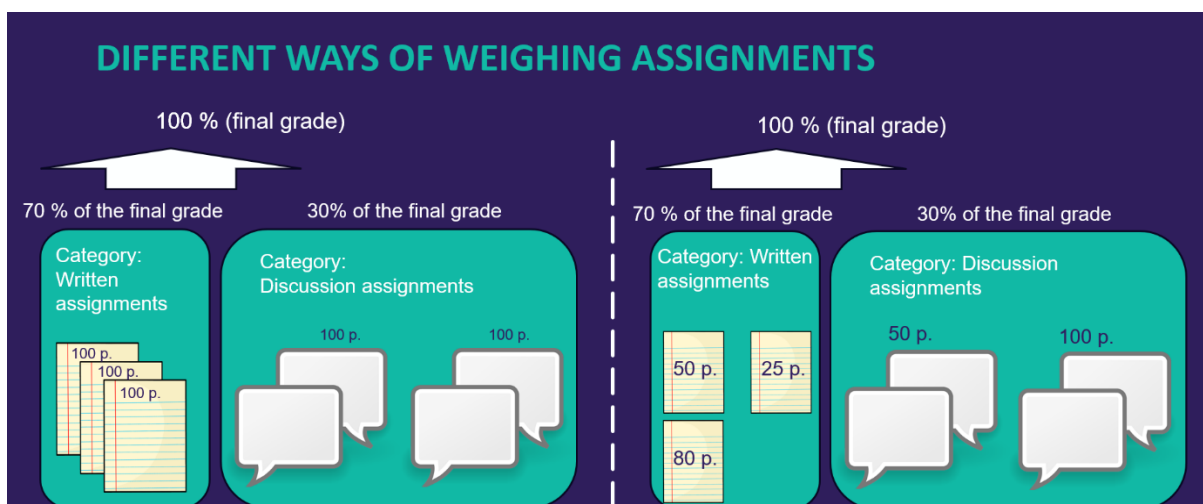 DIFFERENT WAYS OF WEIGHING ASSIGNMENTS
100 % (final grade)
70 % of the final grade
30% of the final grade
Category:
Written
assignments
100 p.
100 p.
100 p.
Category:
Discussion assignments
100 p.
100 p.
100 % (final grade)
70 % of the final grade
30% of the final grade
Category: Written
assignments
50 p.
25 p.
80 p.
Category: Discussion
assignments
50 p.
100 p.